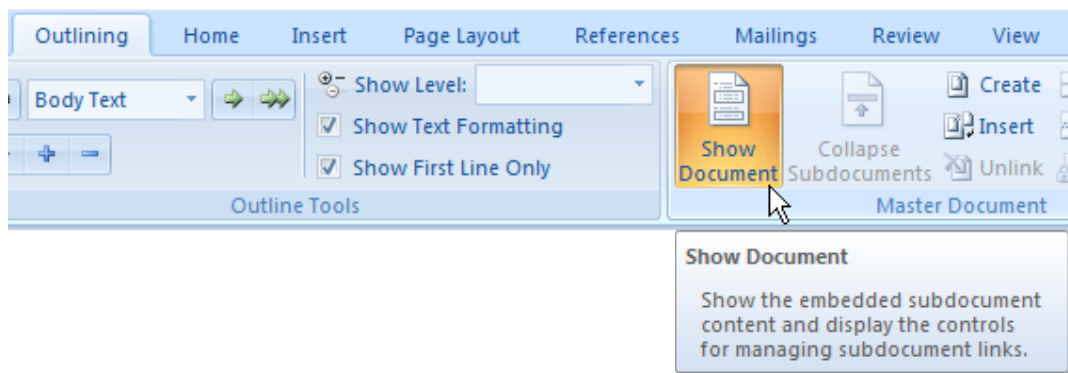 Outlining Home Insert Page Layout References Mailings Review View
Body Text
Show Level:
Show Text Formatting
Show First Line Only
Outline Tools
Show Document
Collapse Subdocuments
Create
Insert
Unlink
Master Document
Show Document
Show the embedded subdocument
content and display the controls
for managing subdocument links.